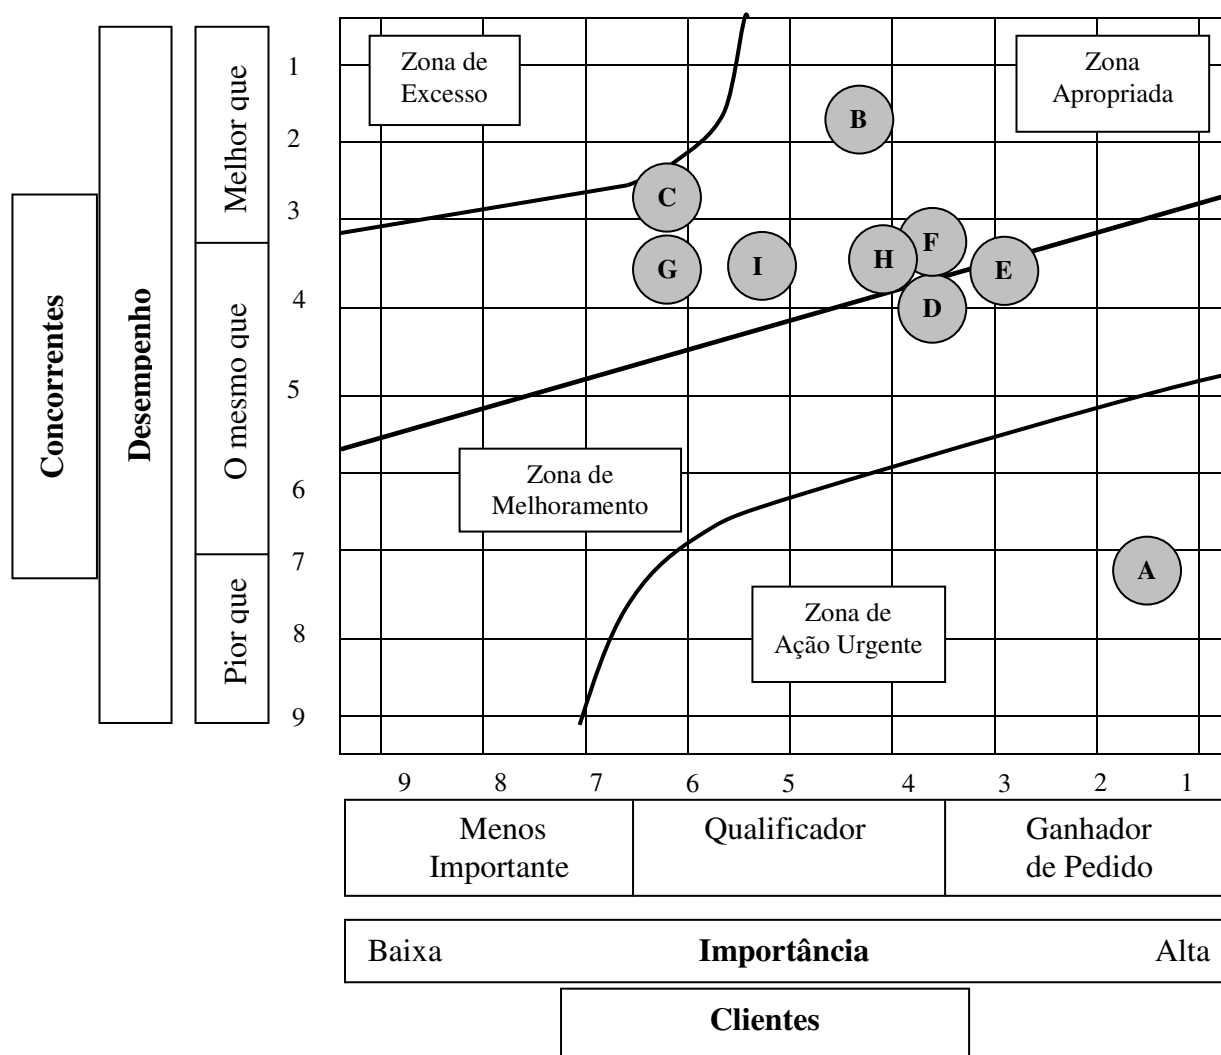 Concorrentes
Desempenho
Melhor que
O mesmo que
Pior que
1
2
3
4
5
6
7
8
9
Zona de
Excesso
Zona
Apropriada
B
C
F
H
E
G
I
D
Zona de
Melhoramento
A
Zona de
Ação Urgente
9 8 7 6 5 4 3 2 1
Menos
Importante
Qualificador
Ganhador
de Pedido
Baixa Importância Alta
Clientes